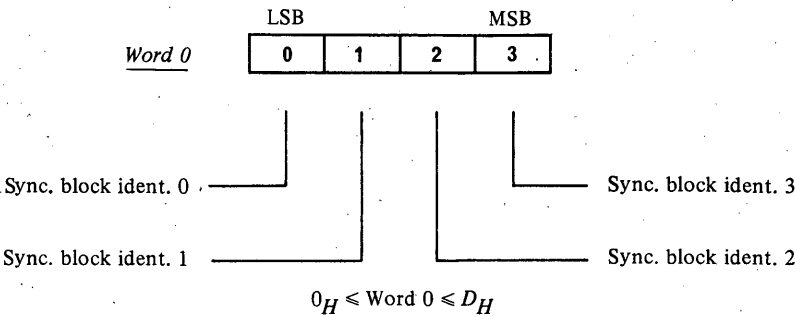 LSB MSB
Word 0 0 1 2 3
Sync. block ident. 0 Sync. block ident. 3
Sync. block ident. 1 Sync. block ident. 2
0H ⩽ Word 0 ⩽ DH